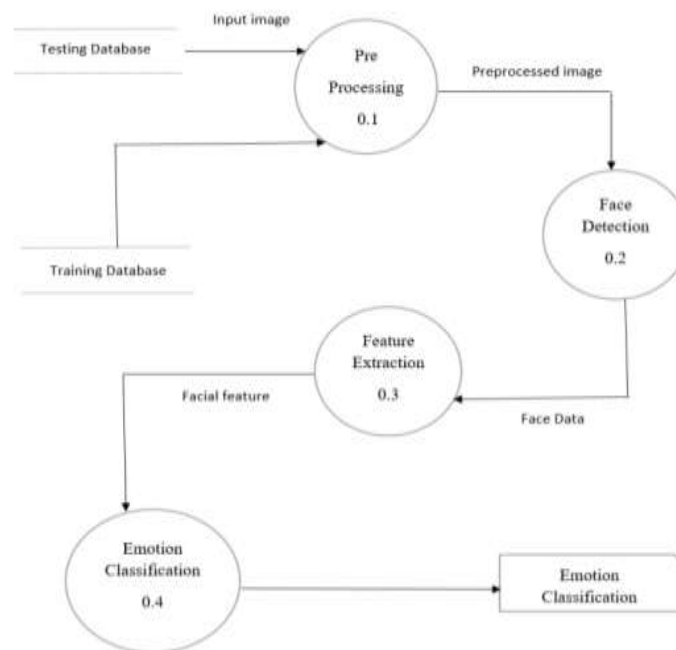 Input image
Testing Database
Pre
Processing
0.1
Preprocessed image
Face
Detection
0.2
Training Database
Feature
Extraction
0.3
Facial feature
Face Data
Emotion
Classification
0.4
Emotion
Classification